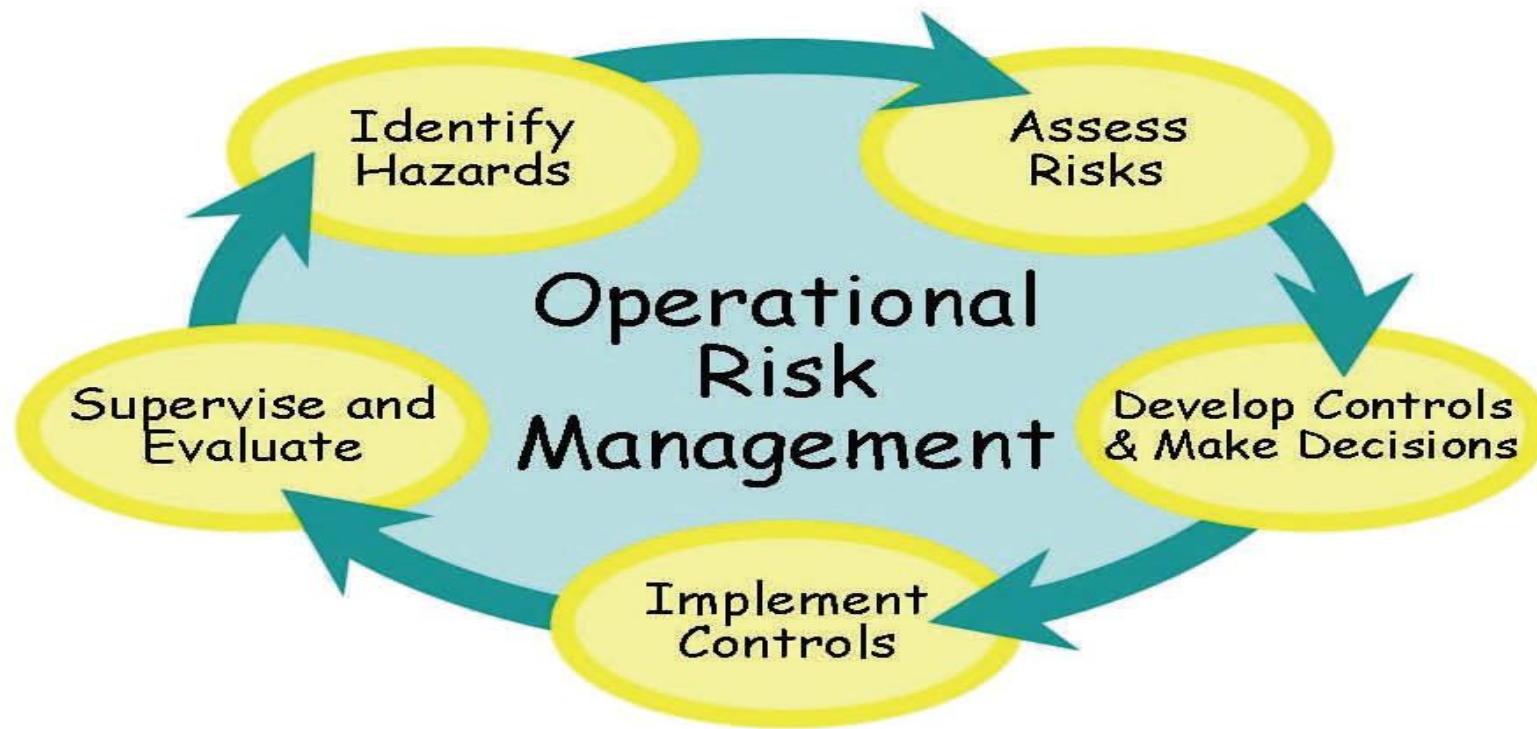 Identify
Hazards
Assess
Risks
Operational
Risk
Management
Supervise and
Evaluate
Develop Controls
& Make Decisions
Implement
Controls